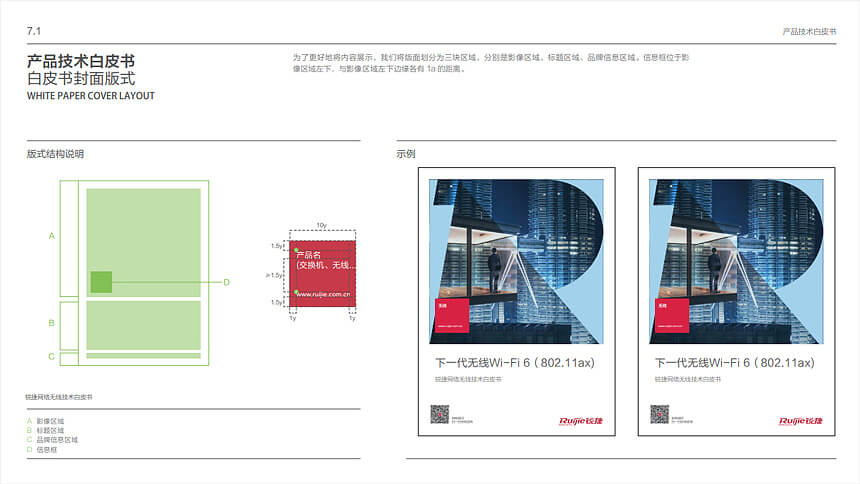 7.1
产品技术白皮书
产品技术白皮书
白皮书封面版式
WHITE PAPER COVER LAYOUT
为了更好地将内容展示，我们将版面划分为三块区域，分别是影像区域、标题区域、品牌信息区域。信息框位于影
像区域左下，与影像区域左下边缘各有 1a 的距离。
版式结构说明
A
B
C
D
10y
1.5y
≥1.5y
1.5y
1y
1y
产品名
(交换机、无线...
www.ruijie.com.cn
锐捷网络无线技术白皮书
A 影像区域
B 标题区域
C 品牌信息区域
D 信息框
示例
无线
www.ruijie.com.cn
下一代无线Wi-Fi 6（802.11ax)
锐捷网络无线技术白皮书
Ruijie锐捷
无线
www.ruijie.com.cn
下一代无线Wi-Fi 6（802.11ax)
锐捷网络无线技术白皮书
Ruijie锐捷